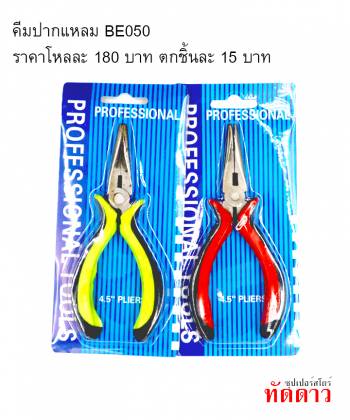 คีมปากแหลม BE050
ราคาโหลละ 180 บาท ตกชิ้นละ 15 บาท
PROFESSIONAL
PROFESSIONAL TOOLS
4.5" PLIERS
PROFESSIONAL
PROFESSIONAL TOOLS
4.5" PLIERS
ซุปเปอร์สโตร์
ทัดดาว